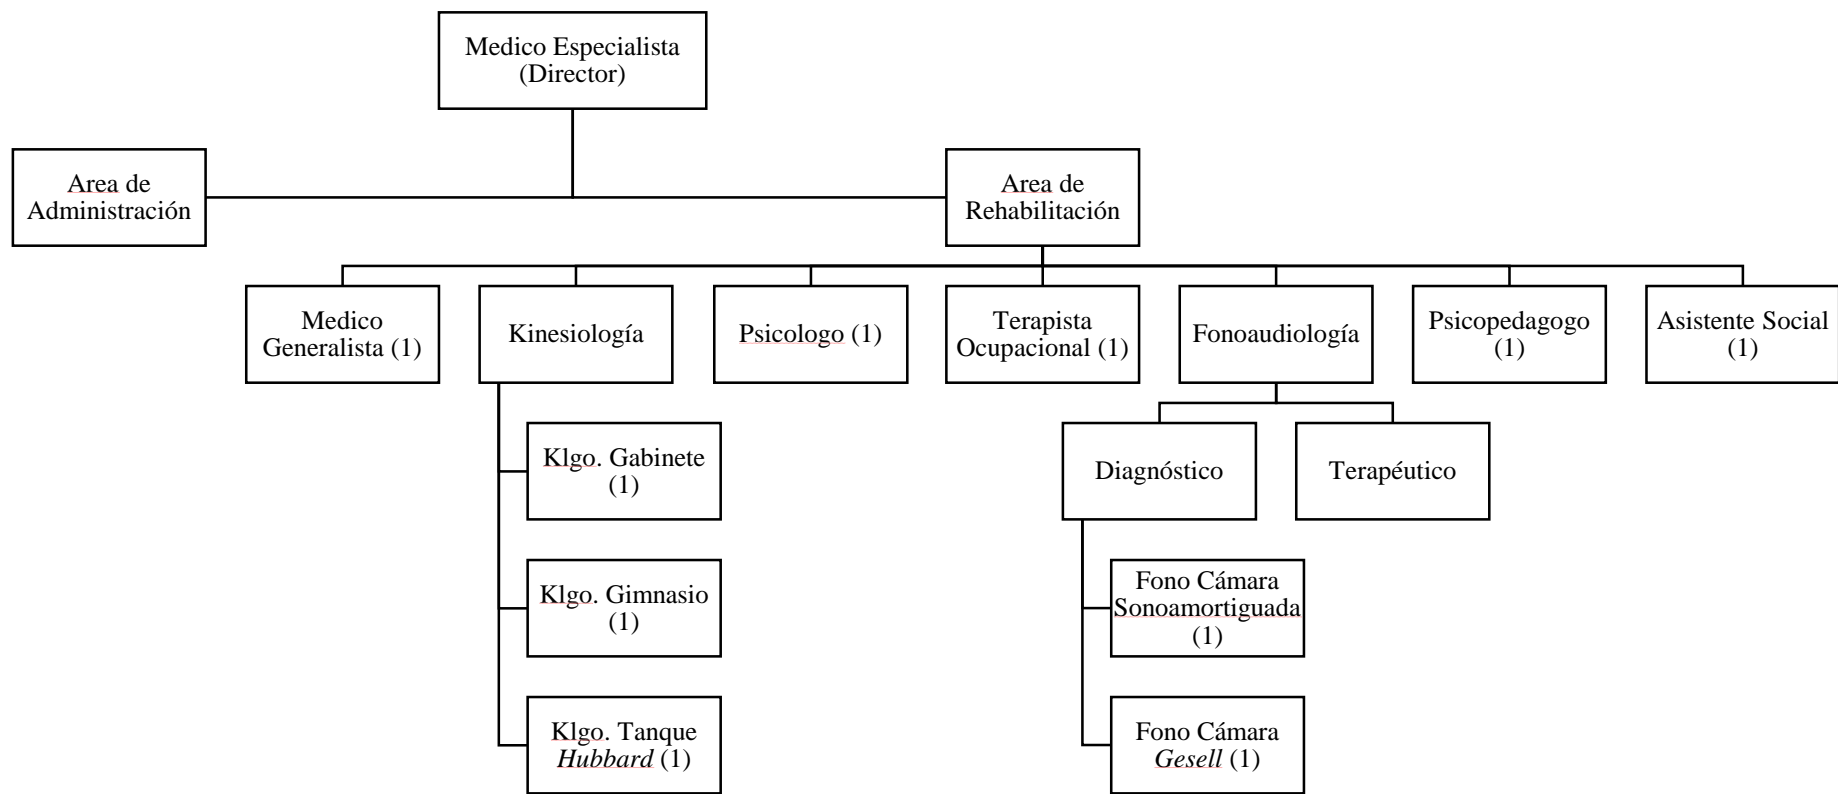 Medico Especialista
(Director)
Area de
Administración
Area de
Rehabilitación
Medico
Generalista (1)
Kinesiología
Psicologo (1)
Terapista
Ocupacional (1)
Fonoaudiología
Psicopedagogo
(1)
Asistente Social
(1)
Klgo. Gabinete
(1)
Klgo. Gimnasio
(1)
Klgo. Tanque
Hubbard (1)
Diagnóstico
Terapéutico
Fono Cámara
Sonoamortiguada
(1)
Fono Cámara
Gesell (1)